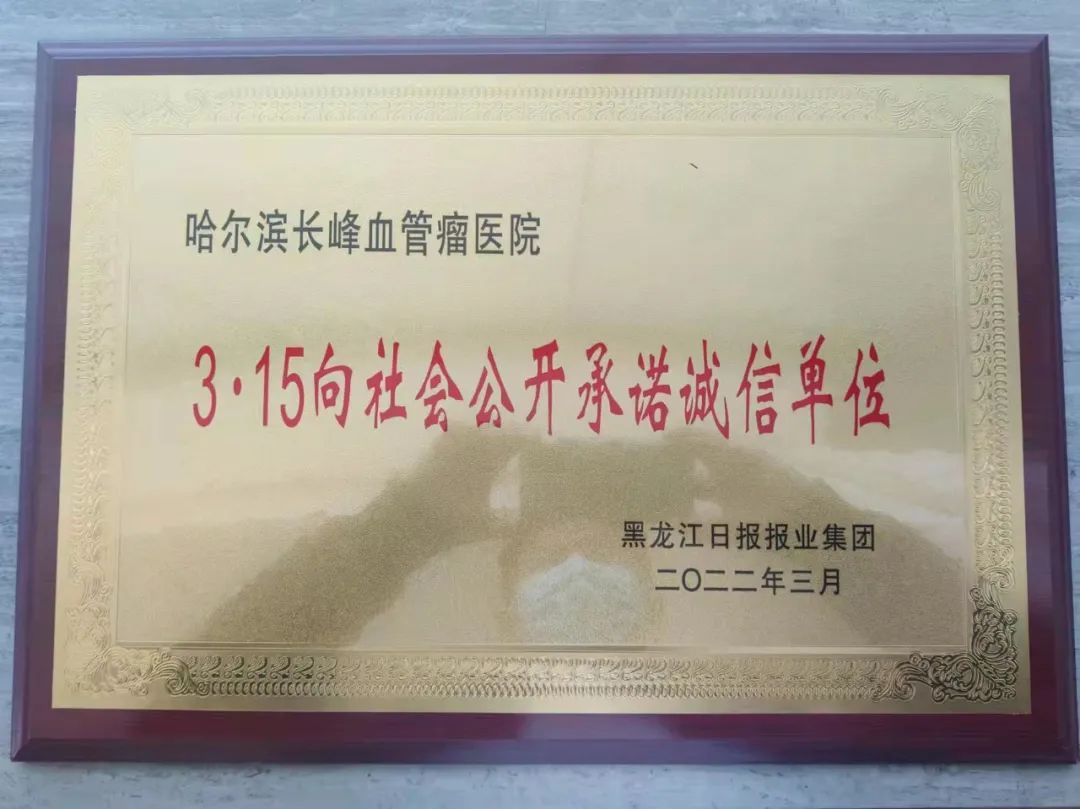 哈尔滨长峰血管瘤医院
3·15向社会公开承诺诚信单位
黑龙江日报报业集团
二〇二二年三月